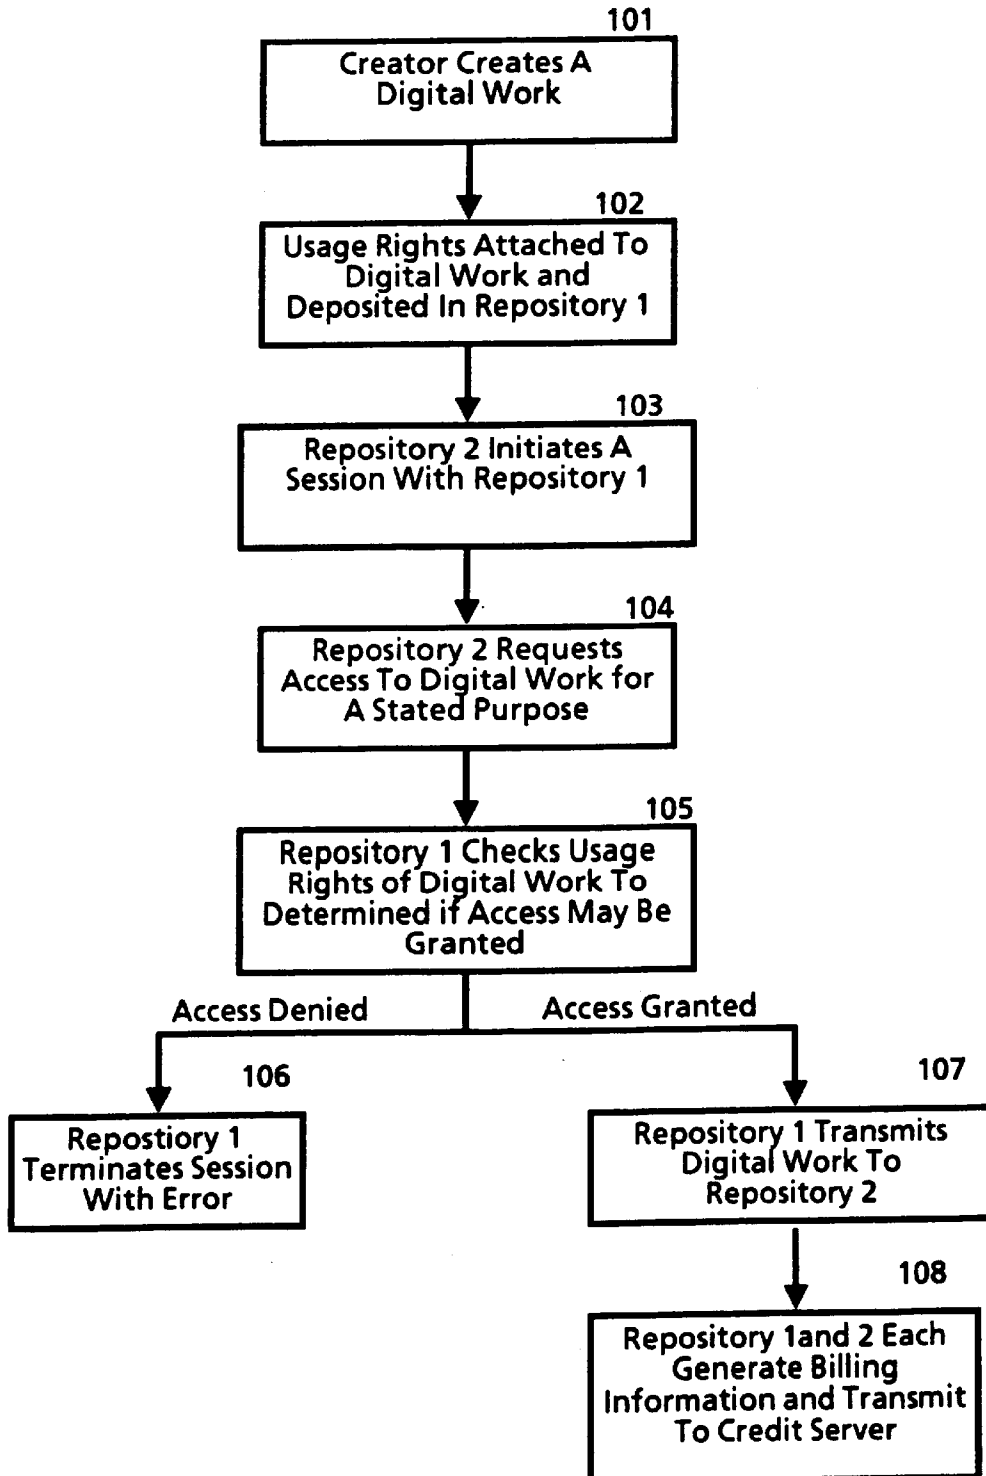 101
Creator Creates A
Digital Work
102
Usage Rights Attached To
Digital Work and
Deposited In Repository 1
103
Repository 2 Initiates A
Session With Repository 1
104
Repository 2 Requests
Access To Digital Work for
A Stated Purpose
105
Repository 1 Checks Usage
Rights of Digital Work To
Determined if Access May Be
Granted
Access Denied
Access Granted
106
Repostiory 1
Terminates Session
With Error
107
Repository 1 Transmits
Digital Work To
Repository 2
108
Repository 1and 2 Each
Generate Billing
Information and Transmit
To Credit Server